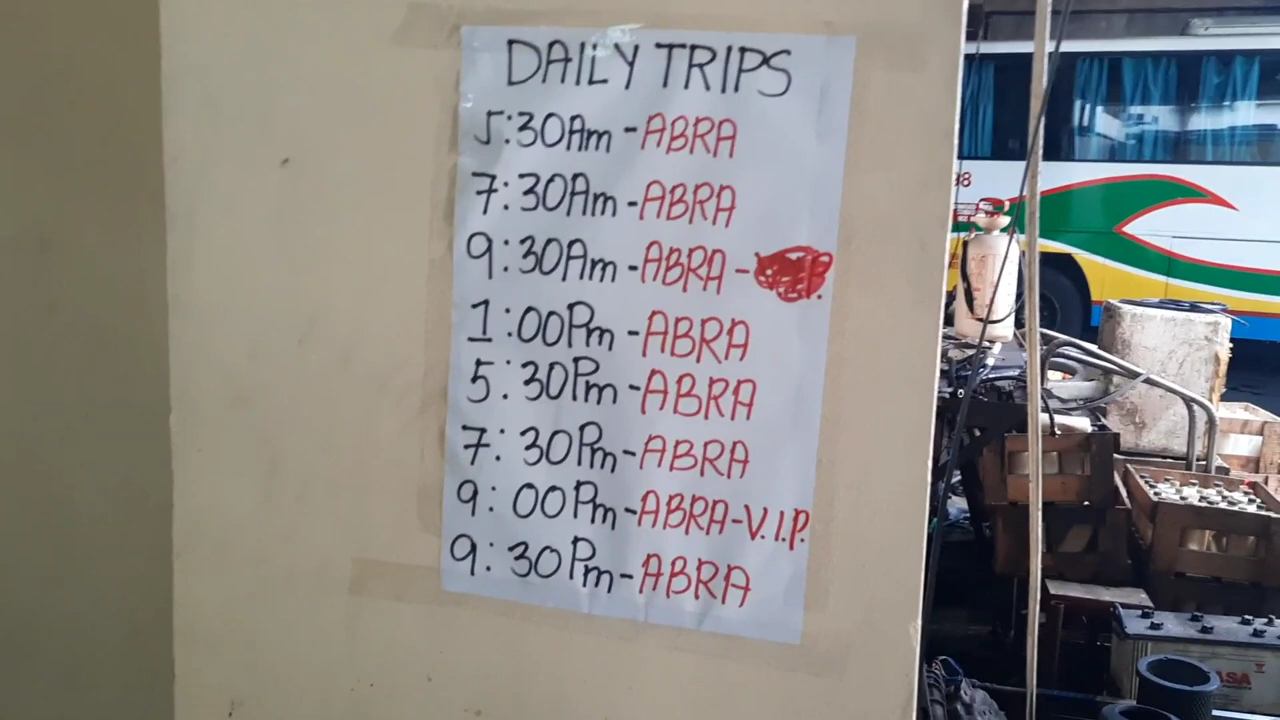 DAILY TRIPS
5:30Am - ABRA
7:30Am - ABRA
9:30Am - ABRA -
1:00Pm - ABRA
5:30Pm - ABRA
7:30Pm - ABRA
9:00Pm - ABRA - V.I.P.
9:30Pm - ABRA